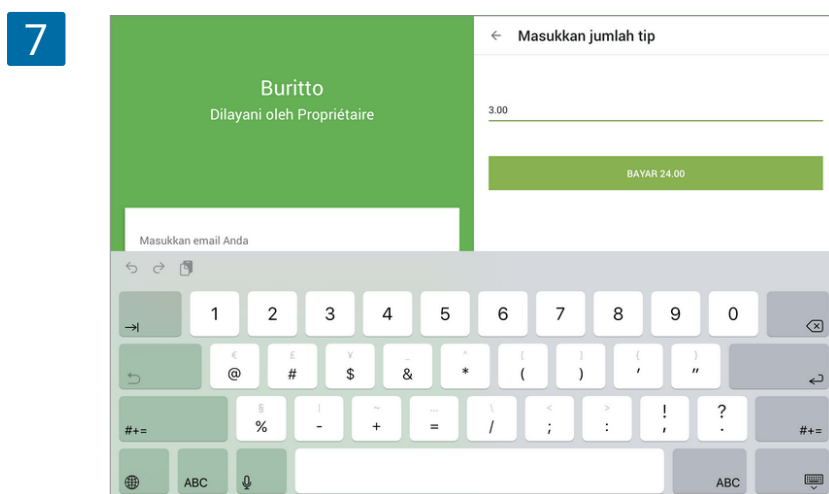 7
Buritto
Dilayani oleh Propriétaire
Masukkan email Anda
Masukkan jumlah tip
3.00
BAYAR 24.00
1 2 3 4 5 6 7 8 9 0
€ £ ¥ _ ^ [ ] { }
@ # $ & * ( ) ' "
§ | ~ … \ < > ! ?
#+= % - + = / ; : , . #+=
ABC ABC